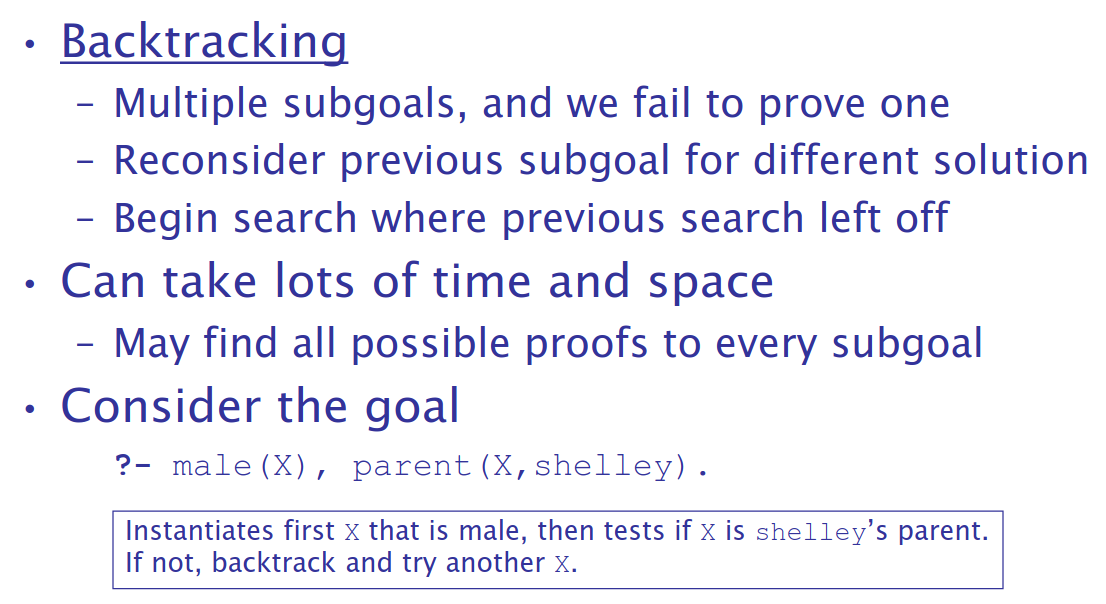 • Backtracking
– Multiple subgoals, and we fail to prove one
– Reconsider previous subgoal for different solution
– Begin search where previous search left off
• Can take lots of time and space
– May find all possible proofs to every subgoal
• Consider the goal
?- male(X), parent(X,shelley).
Instantiates first X that is male, then tests if X is shelley's parent.
If not, backtrack and try another X.